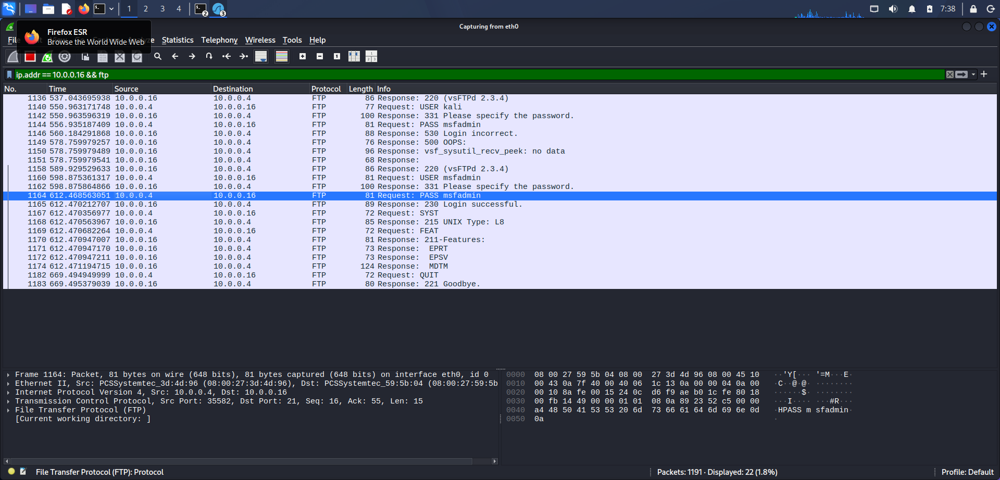 1 2 3 4 2 3 7:38
Capturing from eth0
Firefox ESR
Browse the World Wide Web
Statistics Telephony Wireless Tools Help
ip.addr == 10.0.0.16 && ftp
No. Time Source Destination Protocol Length Info
1136 537.043695938 10.0.0.16 10.0.0.4 FTP 86 Response: 220 (vsFTPd 2.3.4)
1140 550.963171748 10.0.0.4 10.0.0.16 FTP 77 Request: USER kali
1142 550.963596319 10.0.0.16 10.0.0.4 FTP 100 Response: 331 Please specify the password.
1144 556.935187409 10.0.0.4 10.0.0.16 FTP 81 Request: PASS msfadmin
1146 560.184291868 10.0.0.16 10.0.0.4 FTP 88 Response: 530 Login incorrect.
1149 578.759979257 10.0.0.16 10.0.0.4 FTP 76 Response: 500 OOPS:
1150 578.759979489 10.0.0.16 10.0.0.4 FTP 96 Response: vsf_sysutil_recv_peek: no data
1151 578.759979541 10.0.0.16 10.0.0.4 FTP 68 Response:
1158 589.929529633 10.0.0.16 10.0.0.4 FTP 86 Response: 220 (vsFTPd 2.3.4)
1160 598.875361317 10.0.0.4 10.0.0.16 FTP 81 Request: USER msfadmin
1162 598.875864866 10.0.0.16 10.0.0.4 FTP 100 Response: 331 Please specify the password.
1164 612.468563051 10.0.0.4 10.0.0.16 FTP 81 Request: PASS msfadmin
1165 612.470212707 10.0.0.16 10.0.0.4 FTP 89 Response: 230 Login successful.
1167 612.470356977 10.0.0.4 10.0.0.16 FTP 72 Request: SYST
1168 612.470563967 10.0.0.16 10.0.0.4 FTP 85 Response: 215 UNIX Type: L8
1169 612.470682264 10.0.0.4 10.0.0.16 FTP 72 Request: FEAT
1170 612.470947007 10.0.0.16 10.0.0.4 FTP 81 Response: 211-Features:
1171 612.470947170 10.0.0.16 10.0.0.4 FTP 73 Response:  EPRT
1172 612.470947211 10.0.0.16 10.0.0.4 FTP 73 Response:  EPSV
1174 612.471194715 10.0.0.16 10.0.0.4 FTP 124 Response:  MDTM
1182 669.494949999 10.0.0.4 10.0.0.16 FTP 72 Request: QUIT
1183 669.495379039 10.0.0.16 10.0.0.4 FTP 80 Response: 221 Goodbye.
Frame 1164: Packet, 81 bytes on wire (648 bits), 81 bytes captured (648 bits) on interface eth0, id 0
Ethernet II, Src: PCSSystemtec_3d:4d:96 (08:00:27:3d:4d:96), Dst: PCSSystemtec_59:5b:04 (08:00:27:59:5b
Internet Protocol Version 4, Src: 10.0.0.4, Dst: 10.0.0.16
Transmission Control Protocol, Src Port: 35582, Dst Port: 21, Seq: 16, Ack: 55, Len: 15
File Transfer Protocol (FTP)
[Current working directory: ]
0000 08 00 27 59 5b 04 08 00 27 3d 4d 96 08 00 45 10 ··'Y[··· '=M···E·
0010 00 43 0a 7f 40 00 40 06 1c 13 0a 00 00 04 0a 00 ·C··@·@· ········
0020 00 10 8a fe 00 15 24 0c d6 f9 ae b0 1c fe 80 18 ······$· ········
0030 00 fb 14 49 00 00 01 01 08 0a 89 23 52 c5 00 00 ···I···· ···#R···
0040 a4 48 50 41 53 53 20 6d 73 66 61 64 6d 69 6e 0d ·HPASS m sfadmin·
0050 0a ·
File Transfer Protocol (FTP): Protocol
Packets: 1191 · Displayed: 22 (1.8%)
Profile: Default